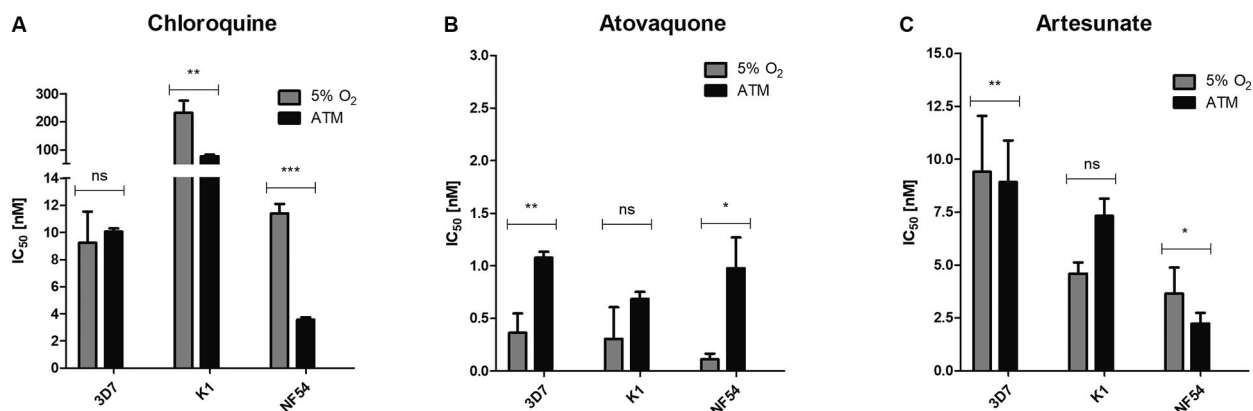 A Chloroquine
IC50 [nM]
300
200
100
14
12
10
8
6
4
2
0
5% O2
ATM
ns
**
***
3D7
K1
NF54
B Atovaquone
IC50 [nM]
3.0
2.5
2.0
1.5
1.0
0.5
0.0
5% O2
ATM
**
ns
*
3D7
K1
NF54
C Artesunate
IC50 [nM]
15.0
12.5
10.0
7.5
5.0
2.5
0.0
5% O2
ATM
**
ns
*
3D7
K1
NF54